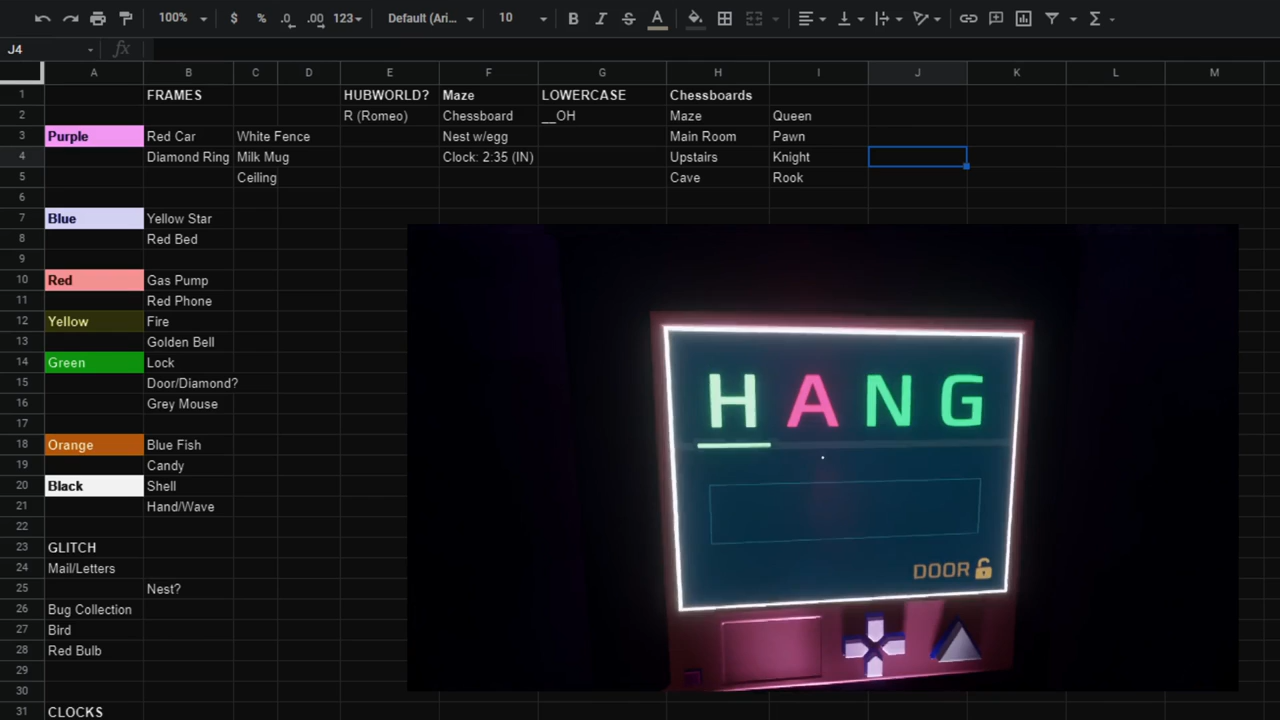 100% $ % .0 .00 123 Default (Ari... 10 B I S A Σ
J4 fx
A B C D E F G H I J K L M
1 FRAMES HUBWORLD? Maze LOWERCASE Chessboards
2 R (Romeo) Chessboard __OH Maze Queen
3 Purple Red Car White Fence Nest w/egg Main Room Pawn
4 Diamond Ring Milk Mug Clock: 2:35 (IN) Upstairs Knight
5 Ceiling Cave Rook
6
7 Blue Yellow Star
8 Red Bed
9
10 Red Gas Pump
11 Red Phone
12 Yellow Fire
13 Golden Bell
14 Green Lock
15 Door/Diamond?
16 Grey Mouse
17
18 Orange Blue Fish
19 Candy
20 Black Shell
21 Hand/Wave
22
23 GLITCH
24 Mail/Letters
25 Nest?
26 Bug Collection
27 Bird
28 Red Bulb
29
30
31 CLOCKS
HANG
DOOR